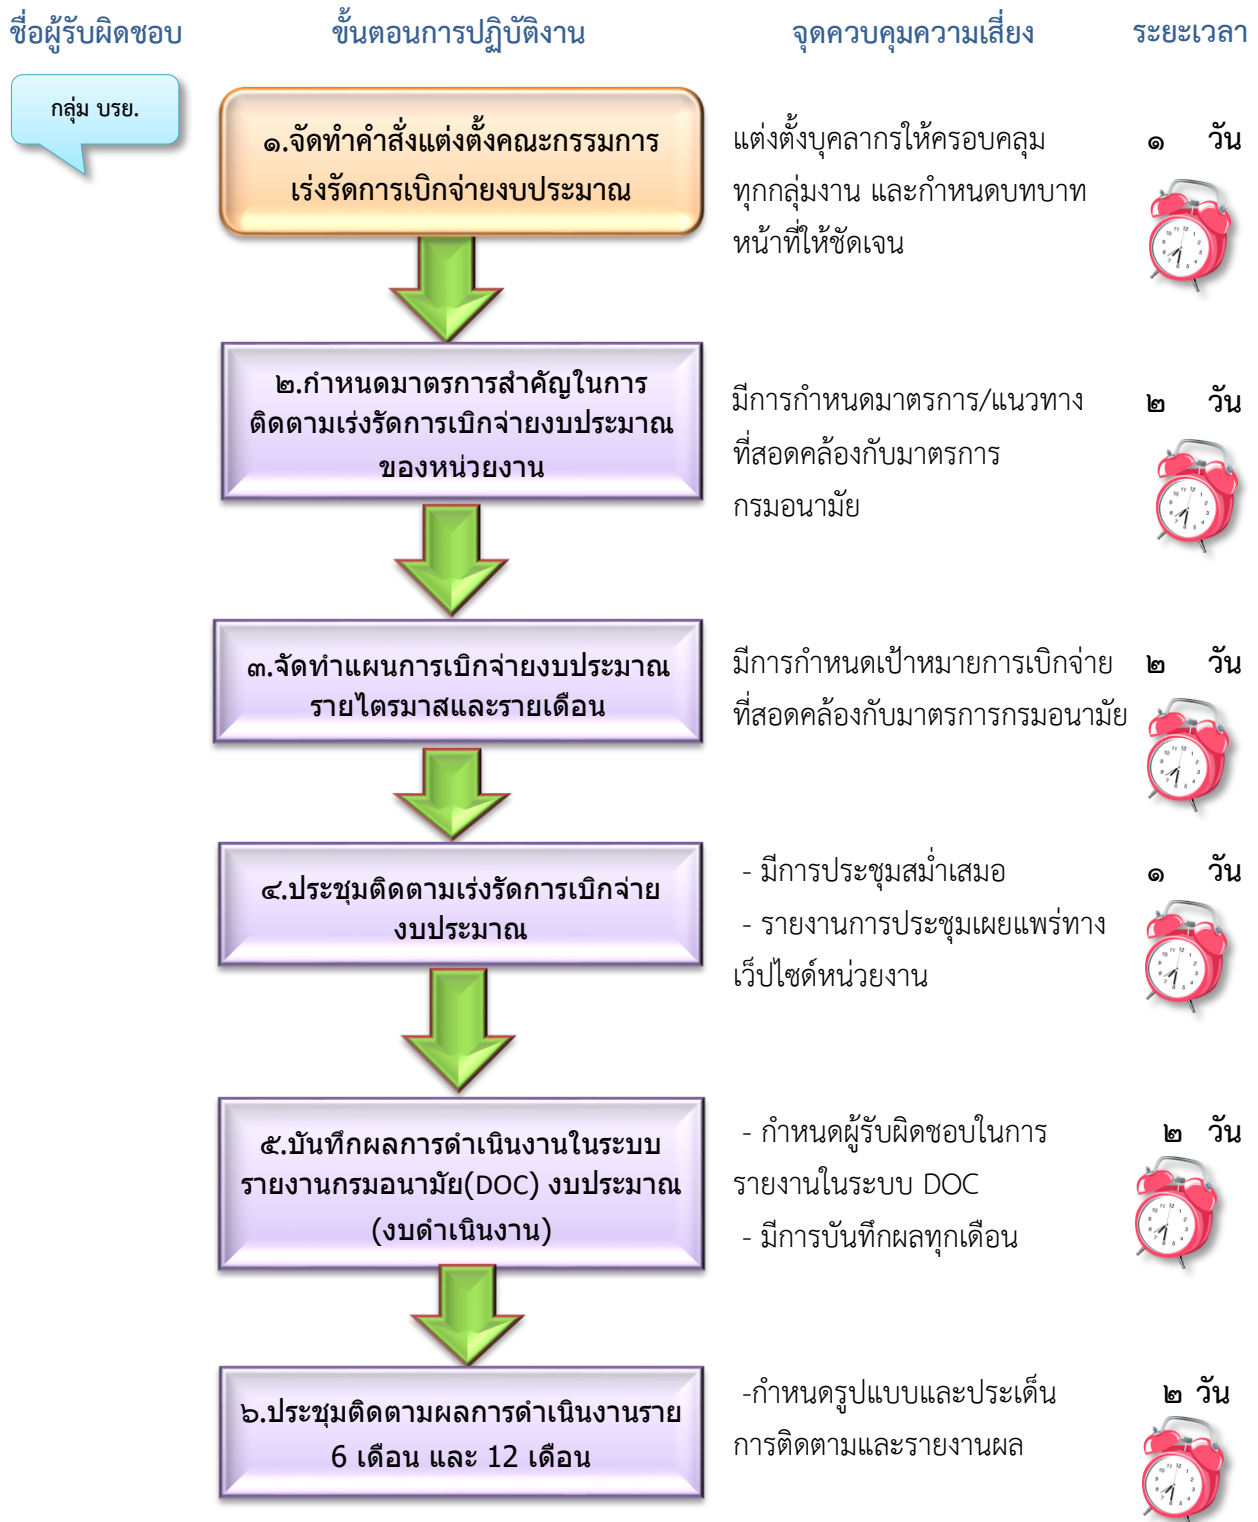 ชื่อผู้รับผิดชอบ ขั้นตอนการปฏิบัติงาน จุดควบคุมความเสี่ยง ระยะเวลา
กลุ่ม บรย.
๑.จัดทำคำสั่งแต่งตั้งคณะกรรมการ
เร่งรัดการเบิกจ่ายงบประมาณ
แต่งตั้งบุคลากรให้ครอบคลุม
ทุกกลุ่มงาน และกำหนดบทบาท
หน้าที่ให้ชัดเจน
๑ วัน
๒.กำหนดมาตรการสำคัญในการ
ติดตามเร่งรัดการเบิกจ่ายงบประมาณ
ของหน่วยงาน
มีการกำหนดมาตรการ/แนวทาง
ที่สอดคล้องกับมาตรการ
กรมอนามัย
๒ วัน
๓.จัดทำแผนการเบิกจ่ายงบประมาณ
รายไตรมาสและรายเดือน
มีการกำหนดเป้าหมายการเบิกจ่าย
ที่สอดคล้องกับมาตรการกรมอนามัย
๒ วัน
๔.ประชุมติดตามเร่งรัดการเบิกจ่าย
งบประมาณ
- มีการประชุมสม่ำเสมอ
- รายงานการประชุมเผยแพร่ทาง
เว็ปไซด์หน่วยงาน
๑ วัน
๕.บันทึกผลการดำเนินงานในระบบ
รายงานกรมอนามัย(DOC) งบประมาณ
(งบดำเนินงาน)
- กำหนดผู้รับผิดชอบในการ
รายงานในระบบ DOC
- มีการบันทึกผลทุกเดือน
๒ วัน
๖.ประชุมติดตามผลการดำเนินงานราย
6 เดือน และ 12 เดือน
-กำหนดรูปแบบและประเด็น
การติดตามและรายงานผล
๒ วัน